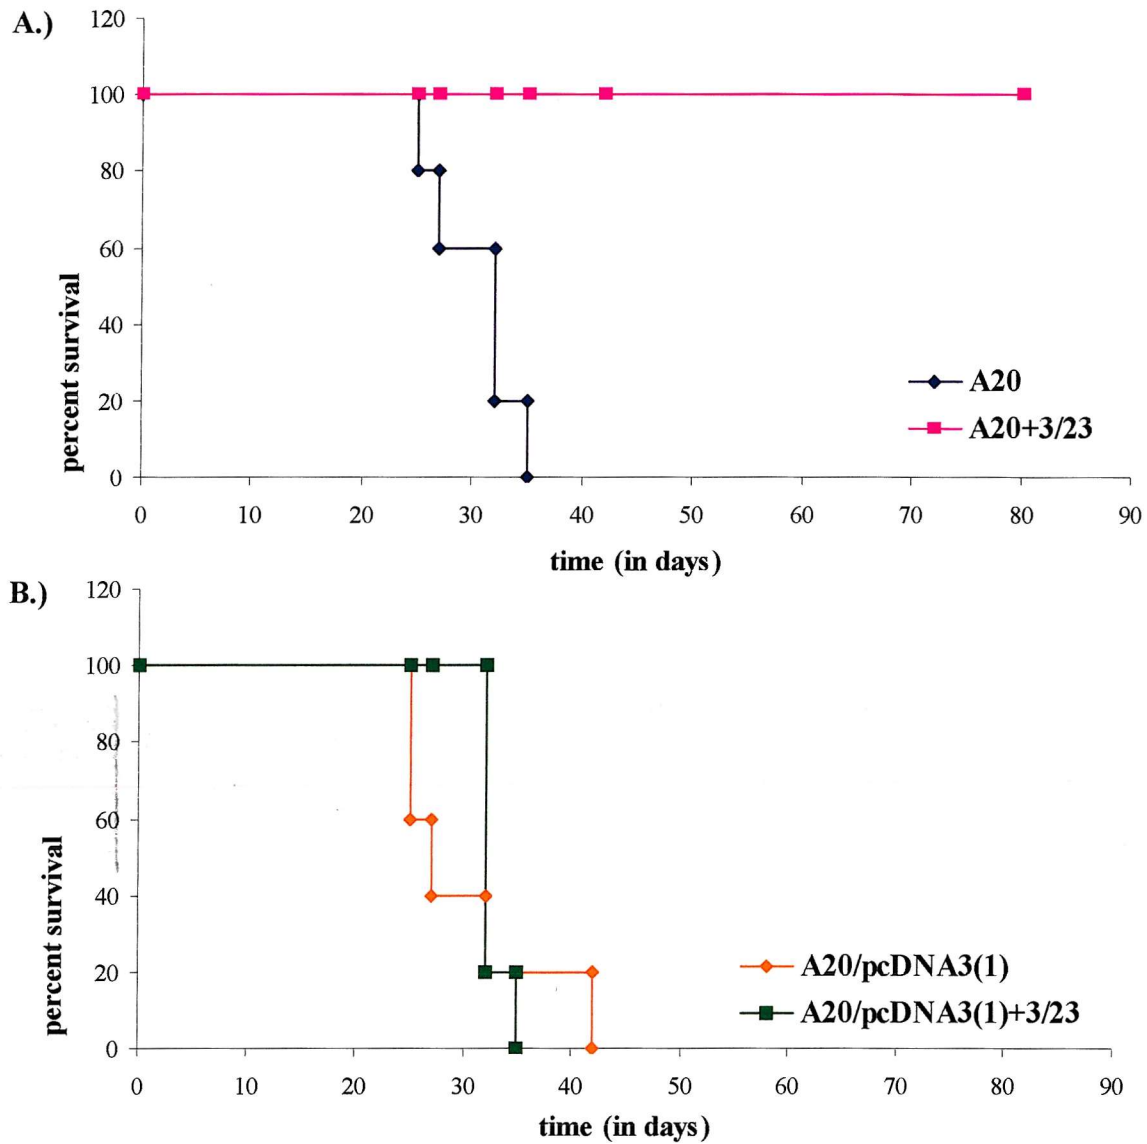 A.)
120
100
80
60
40
20
0
percent survival
A20
A20+3/23
0 10 20 30 40 50 60 70 80 90
time (in days)
B.)
120
100
80
60
40
20
0
percent survival
A20/pcDNA3(1)
A20/pcDNA3(1)+3/23
0 10 20 30 40 50 60 70 80 90
time (in days)